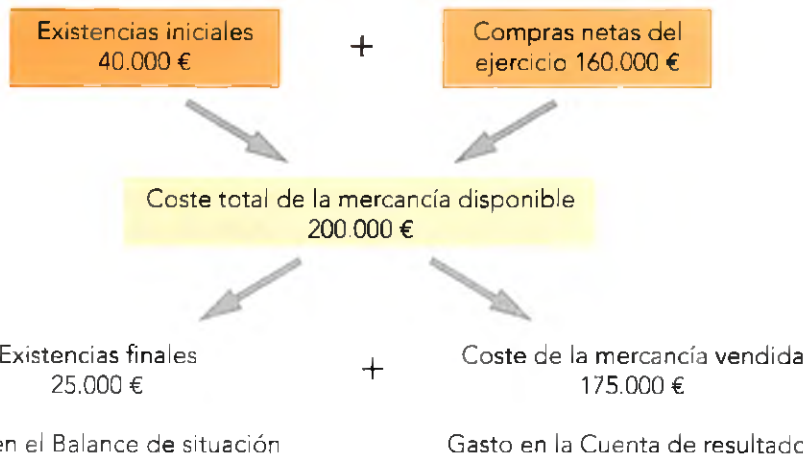 Existencias iniciales
40.000 €
+
Compras netas del
ejercicio 160.000 €
Coste total de la mercancía disponible
200.000 €
Existencias finales
25.000 €
+
Coste de la mercancía vendida
175.000 €
en el Balance de situación
Gasto en la Cuenta de resultado